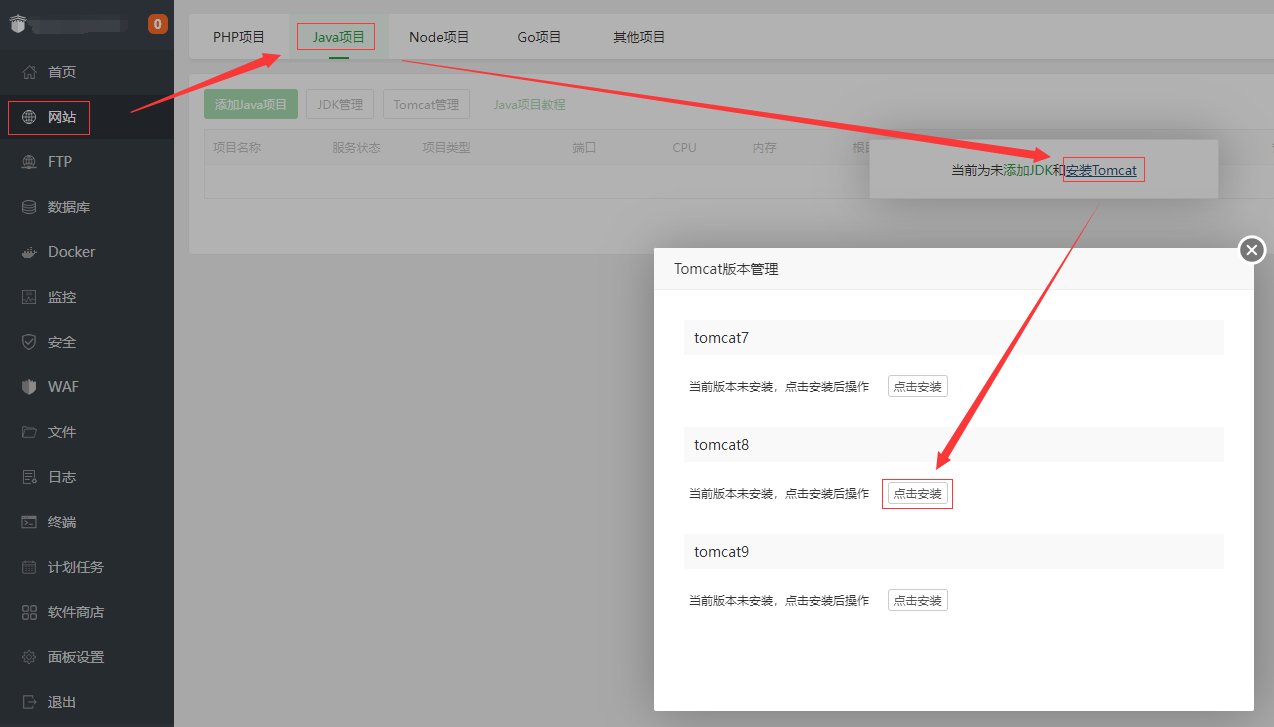 0
首页
网站
FTP
数据库
Docker
监控
安全
WAF
文件
日志
终端
计划任务
软件商店
面板设置
退出
PHP项目 Java项目 Node项目 Go项目 其他项目
添加Java项目 JDK管理 Tomcat管理 Java项目教程
项目名称 服务状态 项目类型 端口 CPU 内存
当前为未添加JDK和安装Tomcat
Tomcat版本管理
tomcat7
当前版本未安装，点击安装后操作 点击安装
tomcat8
当前版本未安装，点击安装后操作 点击安装
tomcat9
当前版本未安装，点击安装后操作 点击安装